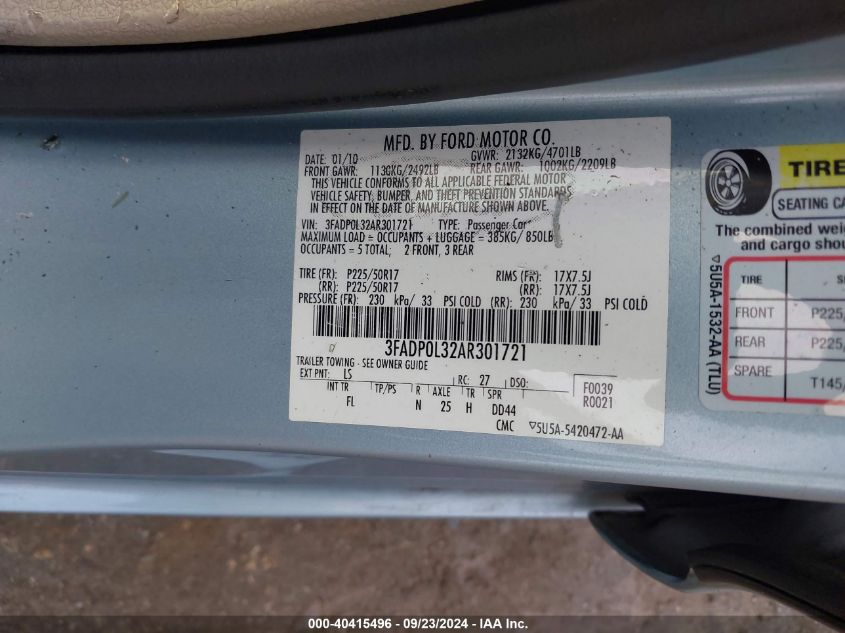 MFD. BY FORD MOTOR CO.
DATE: 01/10 GVWR: 2132KG/4701LB
FRONT GAWR: 1130KG/2492LB REAR GAWR: 1002KG/2209LB
THIS VEHICLE CONFORMS TO ALL APPLICABLE FEDERAL MOTOR
VEHICLE SAFETY, BUMPER, AND THEFT PREVENTION STANDARDS
IN EFFECT ON THE DATE OF MANUFACTURE SHOWN ABOVE.
VIN: 3FADP0L32AR301721 TYPE: Passenger Car
MAXIMUM LOAD = OCCUPANTS + LUGGAGE = 385KG/ 850LB
OCCUPANTS = 5 TOTAL; 2 FRONT, 3 REAR
TIRE (FR): P225/50R17 RIMS (FR): 17X7.5J
(RR): P225/50R17 (RR): 17X7.5J
PRESSURE (FR): 230 kPa/ 33 PSI COLD (RR): 230 kPa/ 33 PSI COLD
3FADP0L32AR301721
TRAILER TOWING - SEE OWNER GUIDE
EXT PNT: LS RC: 27 DSO: F0039
INT TR TP/PS R AXLE TR SPR R0021
FL N 25 H DD44
CMC ▽5U5A-5420472-AA
TIRE
SEATING CA
The combined wei
and cargo shou
▽5U5A-1532-AA (TLU)
TIRE S
FRONT P225/
REAR P225/
SPARE T145/
000-40415496 - 09/23/2024 - IAA Inc.